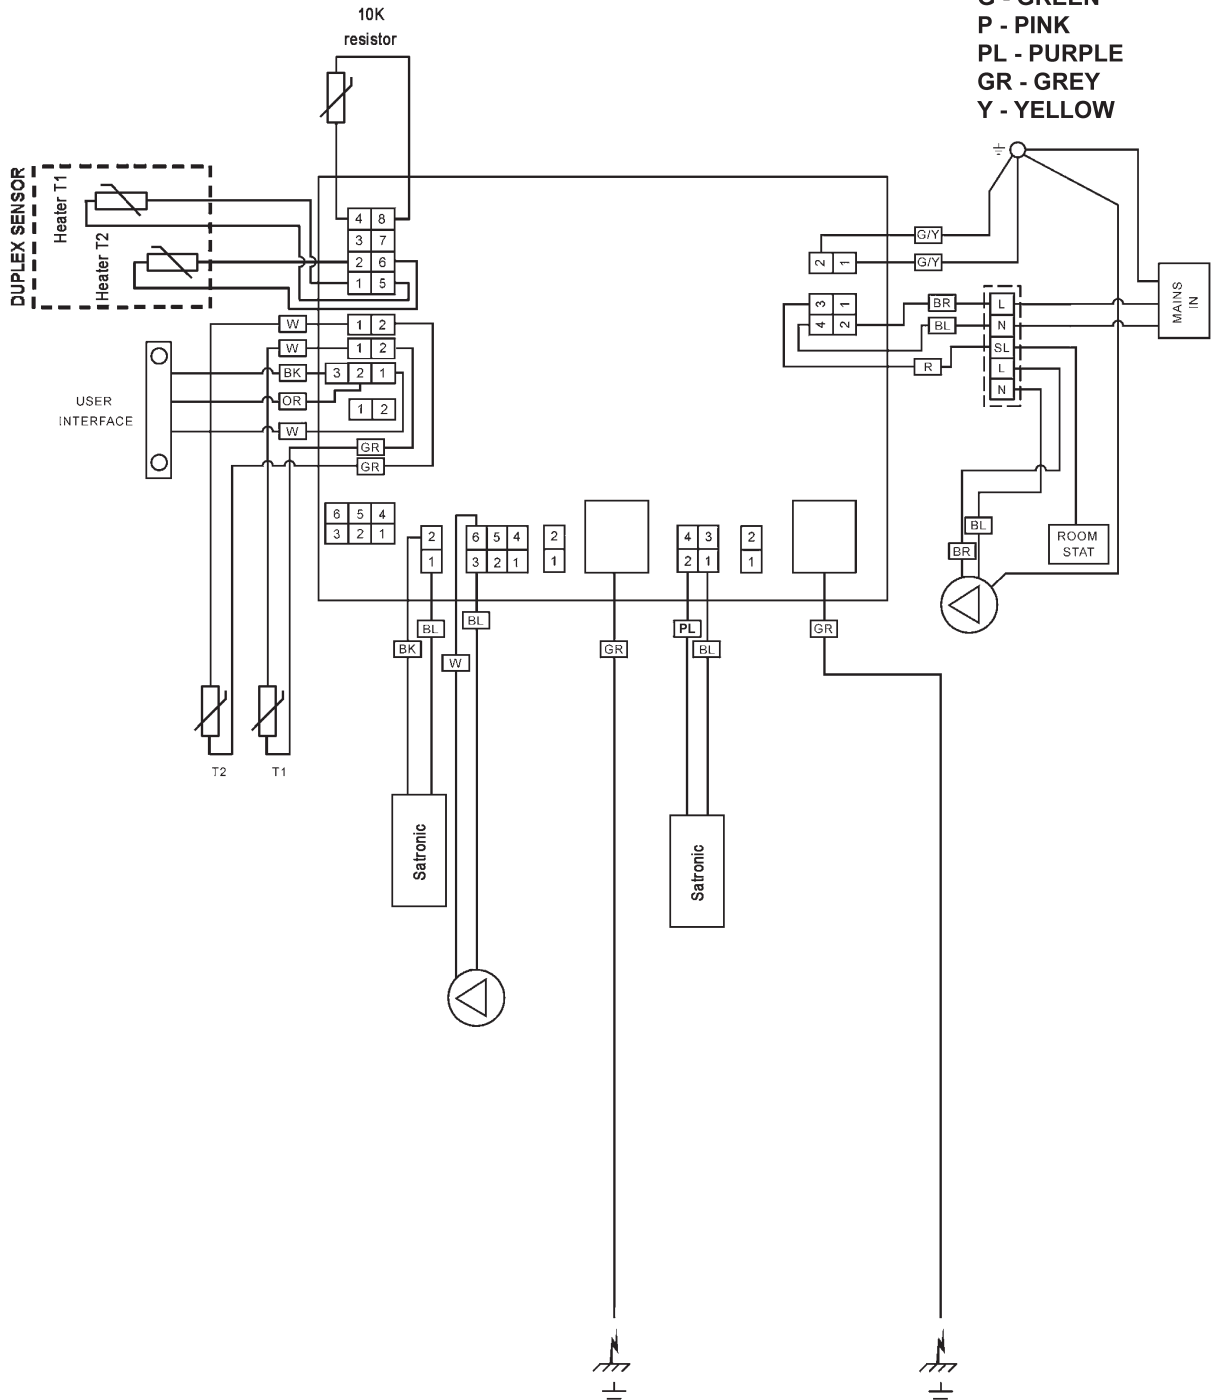 10K
resistor
G - GREEN
P - PINK
PL - PURPLE
GR - GREY
Y - YELLOW
DUPLEX SENSOR
Heater T1
Heater T2
4 8
3 7
2 6
1 5
G/Y
2 1
G/Y
MAINS
IN
3 1
4 2
BR
BL
R
L
N
SL
L
N
W
1 2
W
1 2
BK
3 2 1
OR
1 2
W
USER
INTERFACE
GR
GR
6 5 4
3 2 1
2
1
6 5 4
3 2 1
2
1
4 3
2 1
2
1
BL
BR
ROOM
STAT
BL
BK
BL
W
GR
PL
BL
GR
T2
T1
Satronic
Satronic